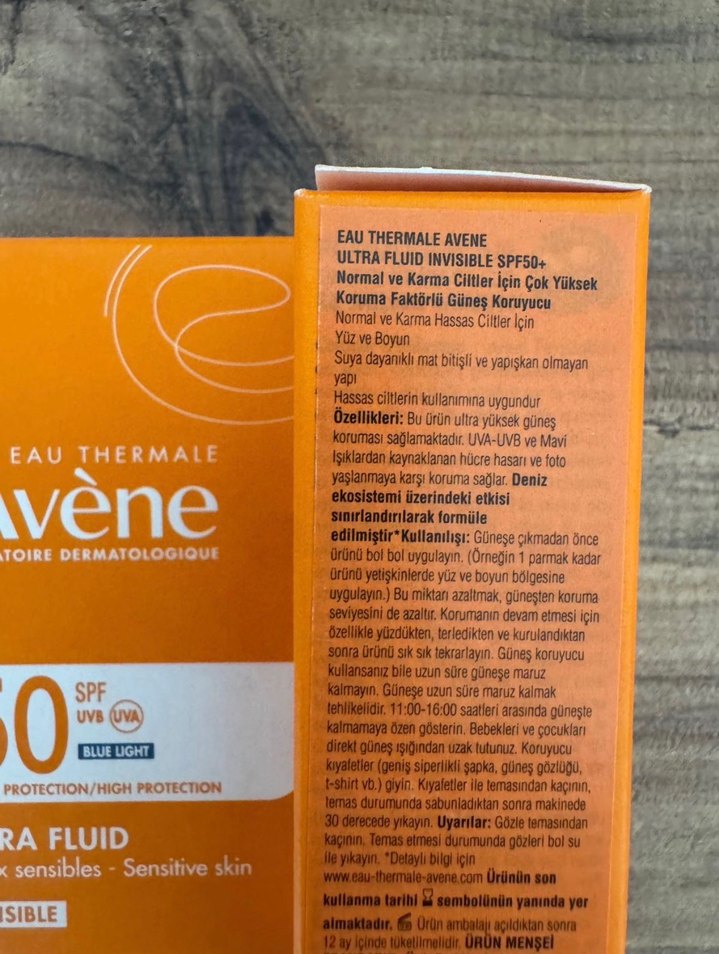 EAU THERMALE
Avène
ATOIRE DERMATOLOGIQUE
50 SPF
UVB UVA
BLUE LIGHT
PROTECTION/HIGH PROTECTION
RA FLUID
x sensibles - Sensitive skin
ISIBLE
EAU THERMALE AVENE
ULTRA FLUID INVISIBLE SPF50+
Normal ve Karma Ciltler İçin Çok Yüksek
Koruma Faktörlü Güneş Koruyucu
Normal ve Karma Hassas Ciltler İçin
Yüz ve Boyun
Suya dayanıklı mat bitişli ve yapışkan olmayan
yapı
Hassas ciltlerin kullanımına uygundur
Özellikleri: Bu ürün ultra yüksek güneş
koruması sağlamaktadır. UVA-UVB ve Mavi
Işıklardan kaynaklanan hücre hasarı ve foto
yaşlanmaya karşı koruma sağlar. Deniz
ekosistemi üzerindeki etkisi
sınırlandırılarak formüle
edilmiştir*Kullanılışı: Güneşe çıkmadan önce
ürünü bol bol uygulayın. (Örneğin 1 parmak kadar
ürünü yetişkinlerde yüz ve boyun bölgesine
uygulayın.) Bu miktarı azaltmak, güneşten koruma
seviyesini de azaltır. Korumanın devam etmesi için
özellikle yüzdükten, terledikten ve kurulandıktan
sonra ürünü sık sık tekrarlayın. Güneş koruyucu
kullansanız bile uzun süre güneşe maruz
kalmayın. Güneşe uzun süre maruz kalmak
tehlikelidir. 11:00-16:00 saatleri arasında güneşte
kalmamaya özen gösterin. Bebekleri ve çocukları
direkt güneş ışığından uzak tutunuz. Koruyucu
kıyafetler (geniş siperlikli şapka, güneş gözlüğü,
t-shirt vb.) giyin. Kıyafetler ile temasından kaçının,
temas durumunda sabunladıktan sonra makinede
30 derecede yıkayın. Uyarılar: Gözle temasından
kaçının. Temas etmesi durumunda gözleri bol su
ile yıkayın. *Detaylı bilgi için
www.eau-thermale-avene.com Ürünün son
kullanma tarihi sembolünün yanında yer
almaktadır. Ürün ambalajı açıldıktan sonra
12 ay içinde tüketilmelidir. ÜRÜN MENŞEİ